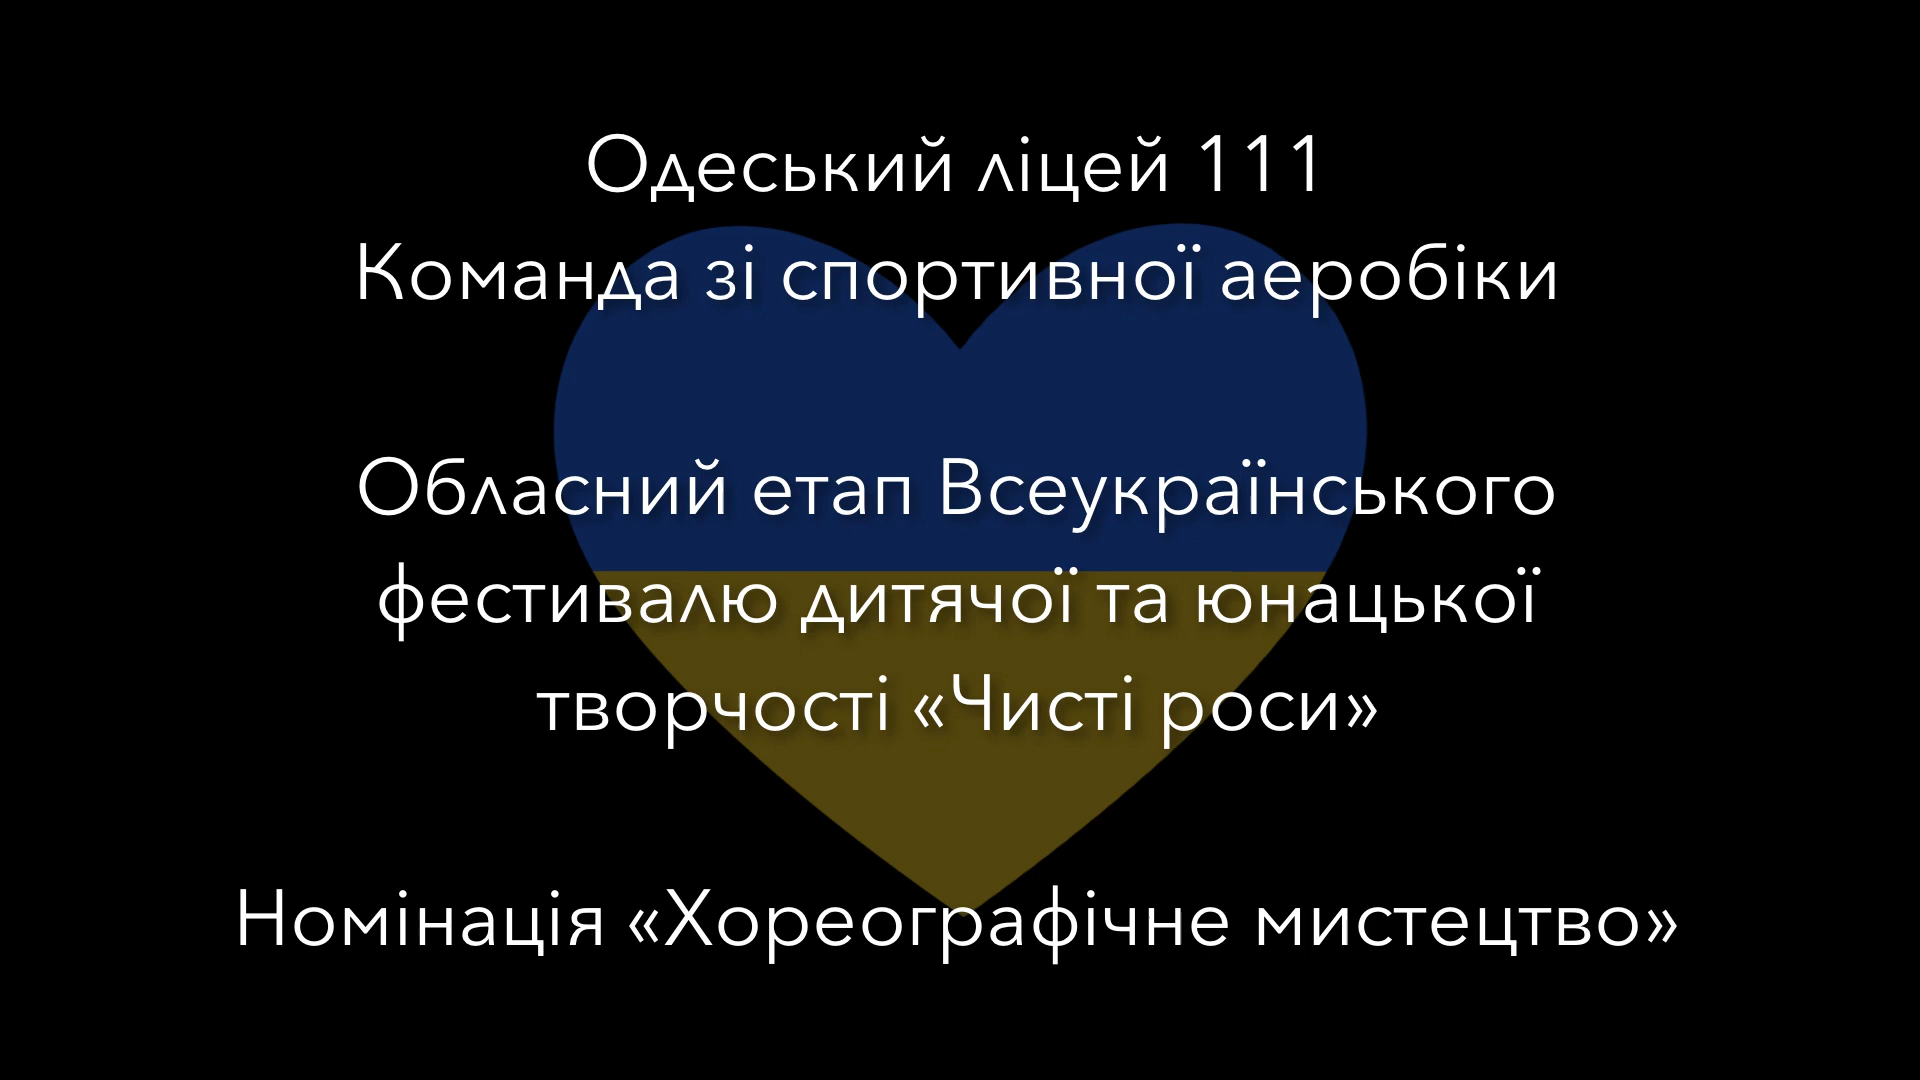 Одеський ліцей 111
Команда зі спортивної аеробіки
Обласний етап Всеукраїнського
фестивалю дитячої та юнацької
творчості «Чисті роси»
Номінація «Хореографічне мистецтво»